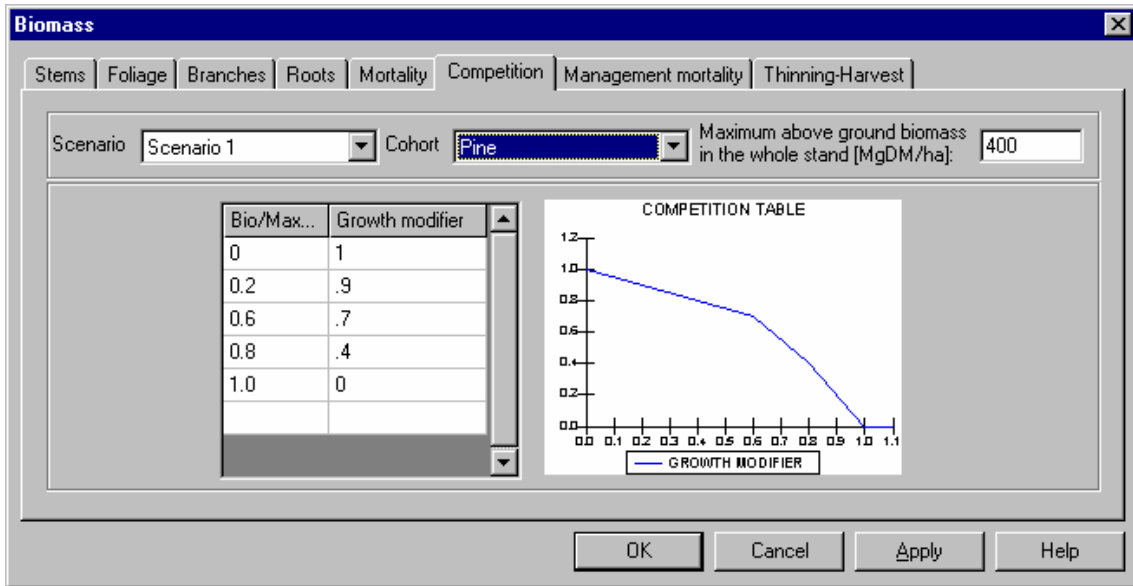 Biomass
Stems Foliage Branches Roots Mortality Competition Management mortality Thinning-Harvest
Scenario Scenario 1 Cohort Pine Maximum above ground biomass
in the whole stand [MgDM/ha]: 400
Bio/Max... Growth modifier
0 1
0.2 .9
0.6 .7
0.8 .4
1.0 0
COMPETITION TABLE
1.2
1.0
0.8
0.6
0.4
0.2
0.0
0.0 0.1 0.2 0.3 0.4 0.5 0.6 0.7 0.8 0.9 1.0 1.1
GROWTH MODIFIER
OK Cancel Apply Help